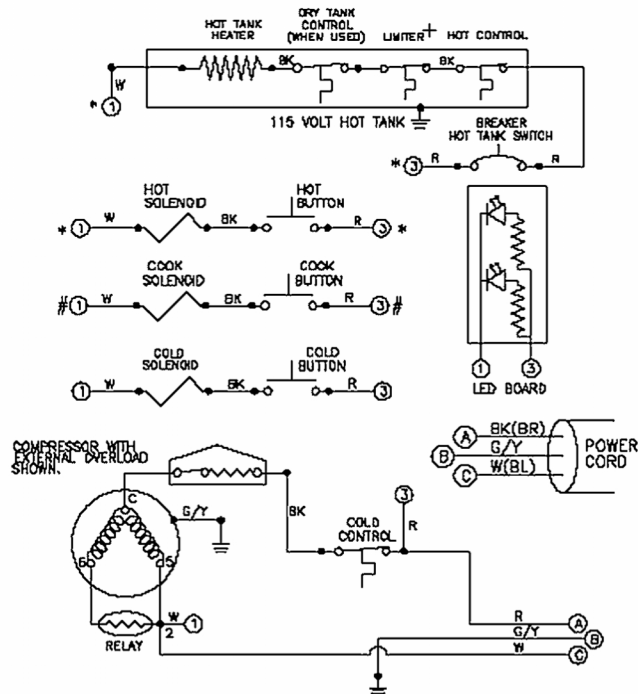 HOT TANK
HEATER
DRY TANK
CONTROL
(WHEN USED)
LIMITER +
HOT CONTROL
BK
BK
W
* 1
115 VOLT HOT TANK
BREAKER
HOT TANK SWITCH
* 3 R
R
HOT
SOLENOID
HOT
BUTTON
* 1 W BK R 3 *
COOK
SOLENOID
COOK
BUTTON
# 1 W BK R 3 #
COLD
SOLENOID
COLD
BUTTON
1 W BK R 3
1 3
LED BOARD
COMPRESSOR WITH
EXTERNAL OVERLOAD
SHOWN.
A BK(BR)
B G/Y
C W(BL)
POWER
CORD
C
G/Y
BK
3
R
COLD
CONTROL
6 5
W 1
2
RELAY
R A
G/Y B
W C